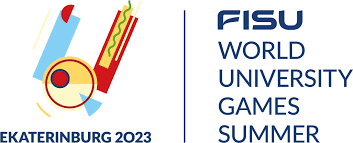 EKATERINBURG 2023
FISU
WORLD
UNIVERSITY
GAMES
SUMMER